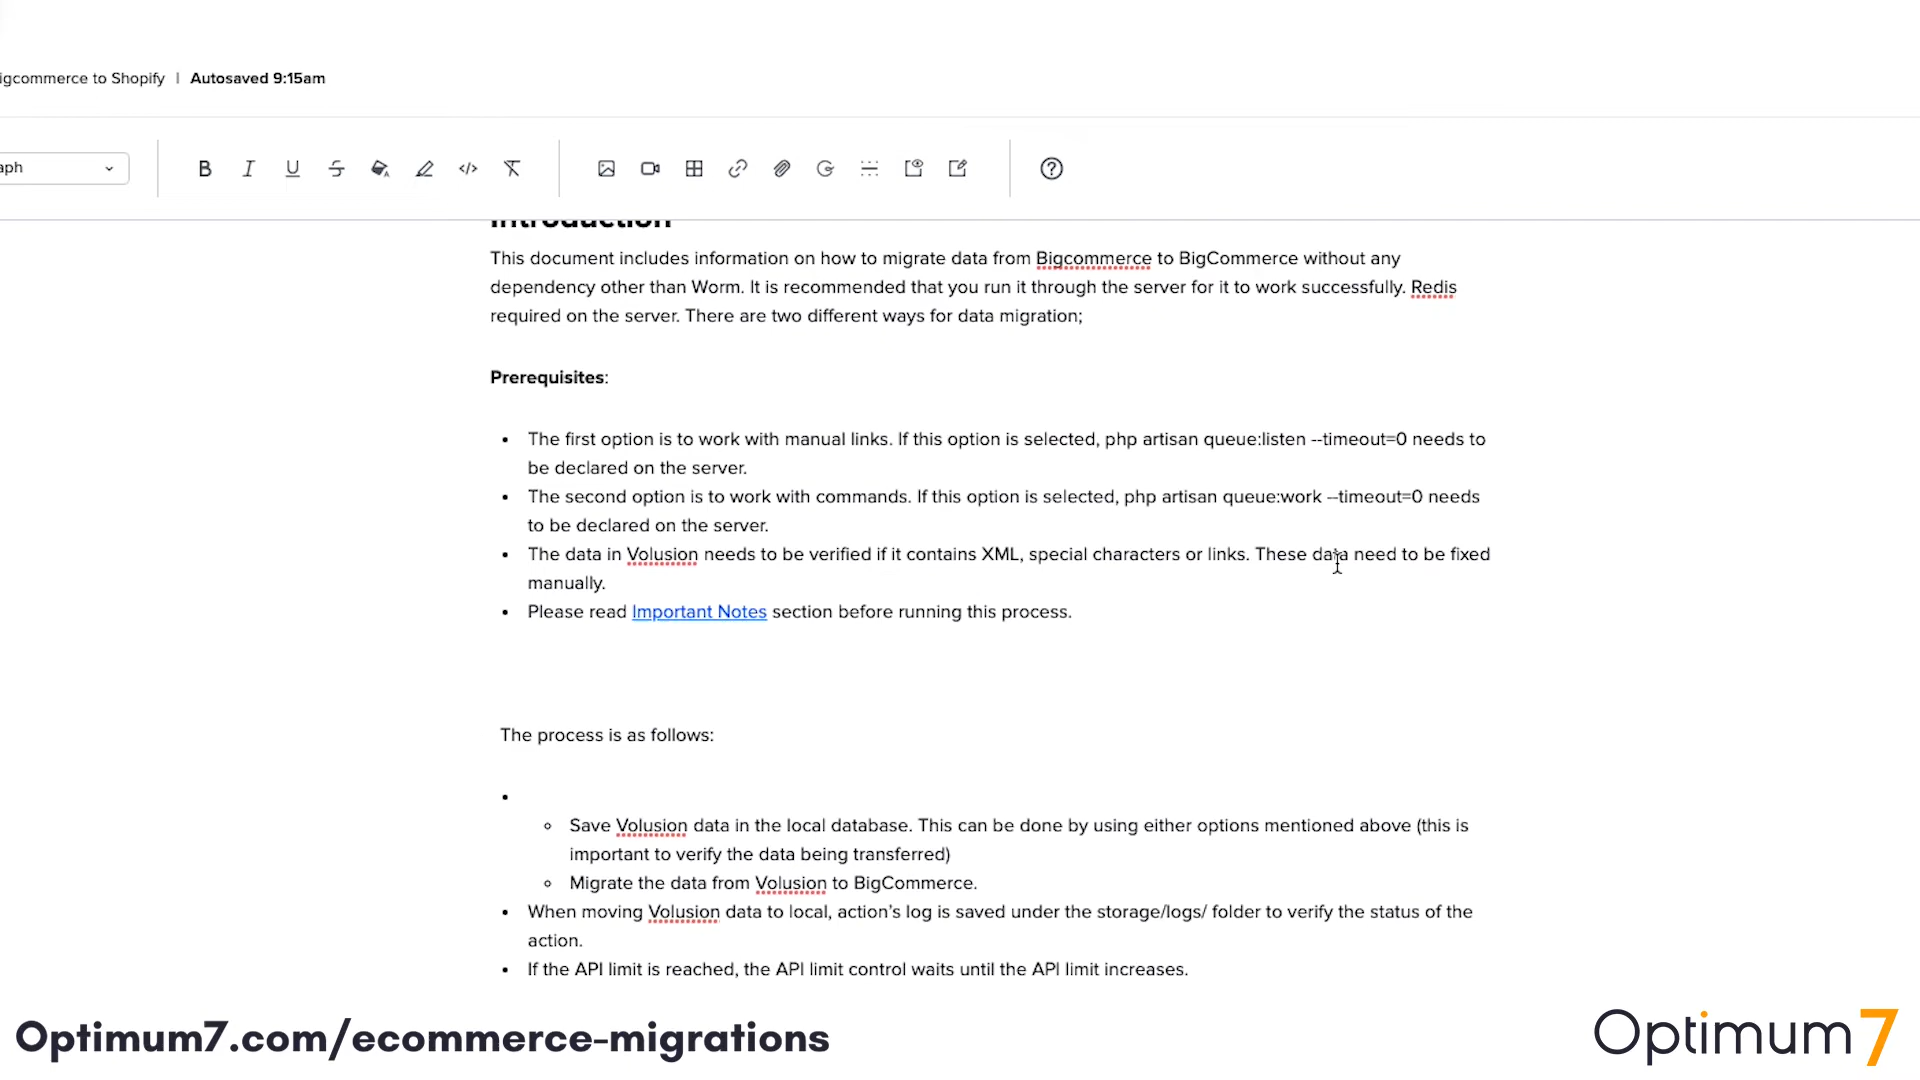 igcommerce to Shopify | Autosaved 9:15am
aph
Introduction
This document includes information on how to migrate data from Bigcommerce to BigCommerce without any
dependency other than Worm. It is recommended that you run it through the server for it to work successfully. Redis
required on the server. There are two different ways for data migration;
Prerequisites:
• The first option is to work with manual links. If this option is selected, php artisan queue:listen --timeout=0 needs to
be declared on the server.
• The second option is to work with commands. If this option is selected, php artisan queue:work --timeout=0 needs
to be declared on the server.
• The data in Volusion needs to be verified if it contains XML, special characters or links. These data need to be fixed
manually.
• Please read Important Notes section before running this process.
The process is as follows:
•
◦ Save Volusion data in the local database. This can be done by using either options mentioned above (this is
important to verify the data being transferred)
◦ Migrate the data from Volusion to BigCommerce.
• When moving Volusion data to local, action’s log is saved under the storage/logs/ folder to verify the status of the
action.
• If the API limit is reached, the API limit control waits until the API limit increases.
Optimum7.com/ecommerce-migrations
Optimum7